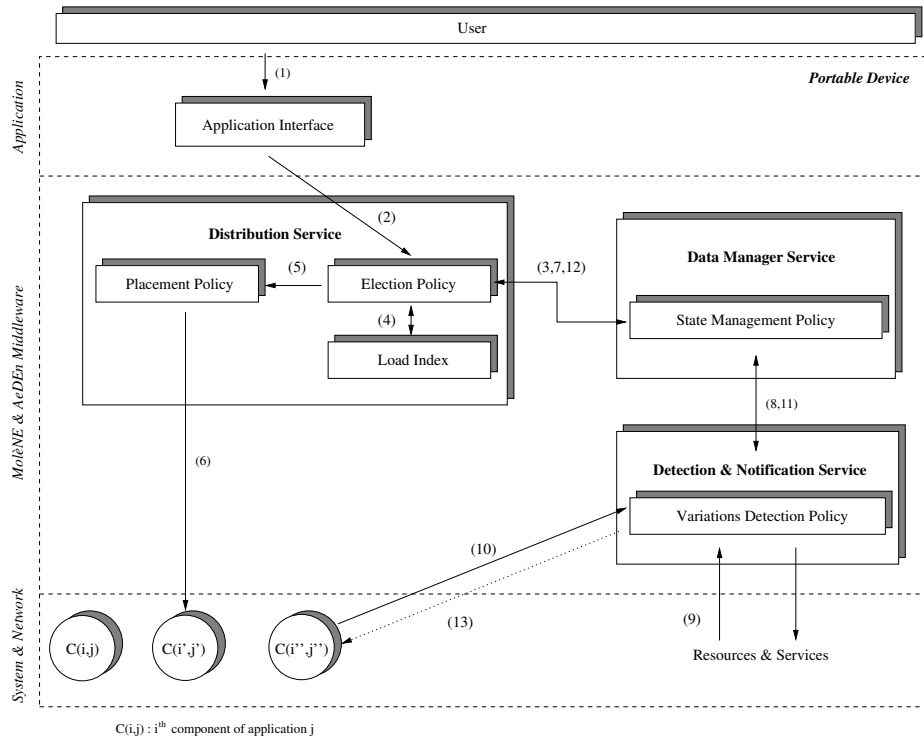 User
(1)
Portable Device
Application
Application Interface
(2)
Distribution Service
Data Manager Service
Placement Policy
(5)
Election Policy
(3,7,12)
State Management Policy
(4)
Load Index
MolèNE & AeDEn Middleware
(8,11)
(6)
Detection & Notification Service
Variations Detection Policy
(10)
(13)
(9)
System & Network
C(i,j)
C(i',j')
C(i'',j'')
Resources & Services
C(i,j) : i th component of application j